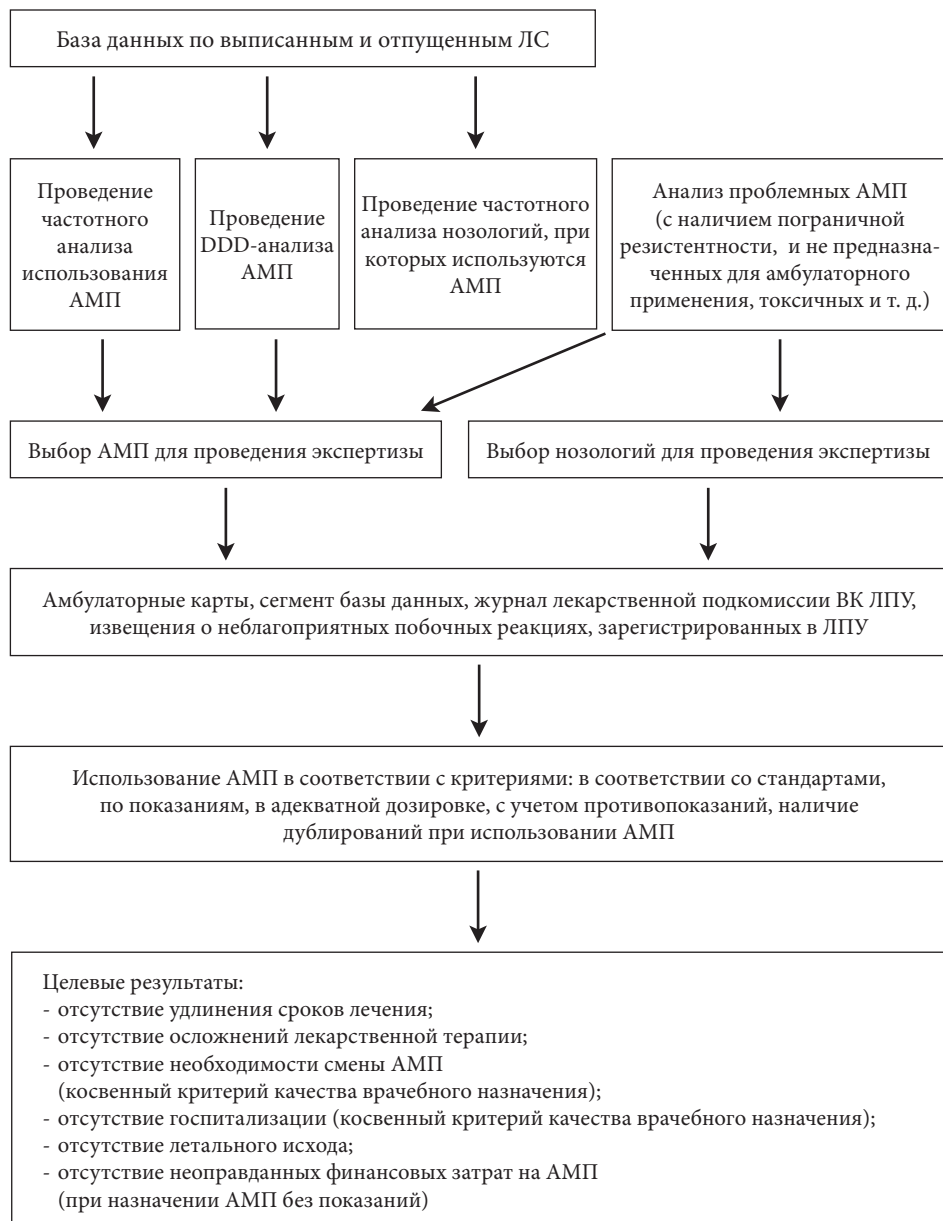 База данных по выписанным и отпущенным ЛС
Проведение
частотного
анализа
использования
АМП
Проведение
DDD-анализа
АМП
Проведение частотного
анализа нозологий, при
которых используются
АМП
Анализ проблемных АМП
(с наличием пограничной
резистентности, и не предназна-
ченных для амбулаторного
применения, токсичных и т. д.)
Выбор АМП для проведения экспертизы
Выбор нозологий для проведения экспертизы
Амбулаторные карты, сегмент базы данных, журнал лекарственной подкомиссии ВК ЛПУ,
извещения о неблагоприятных побочных реакциях, зарегистрированных в ЛПУ
Использование АМП в соответствии с критериями: в соответствии со стандартами,
по показаниям, в адекватной дозировке, с учетом противопоказаний, наличие
дублирований при использовании АМП
Целевые результаты:
- отсутствие удлинения сроков лечения;
- отсутствие осложнений лекарственной терапии;
- отсутствие необходимости смены АМП
(косвенный критерий качества врачебного назначения);
- отсутствие госпитализации (косвенный критерий качества врачебного назначения);
- отсутствие летального исхода;
- отсутствие неоправданных финансовых затрат на АМП
(при назначении АМП без показаний)